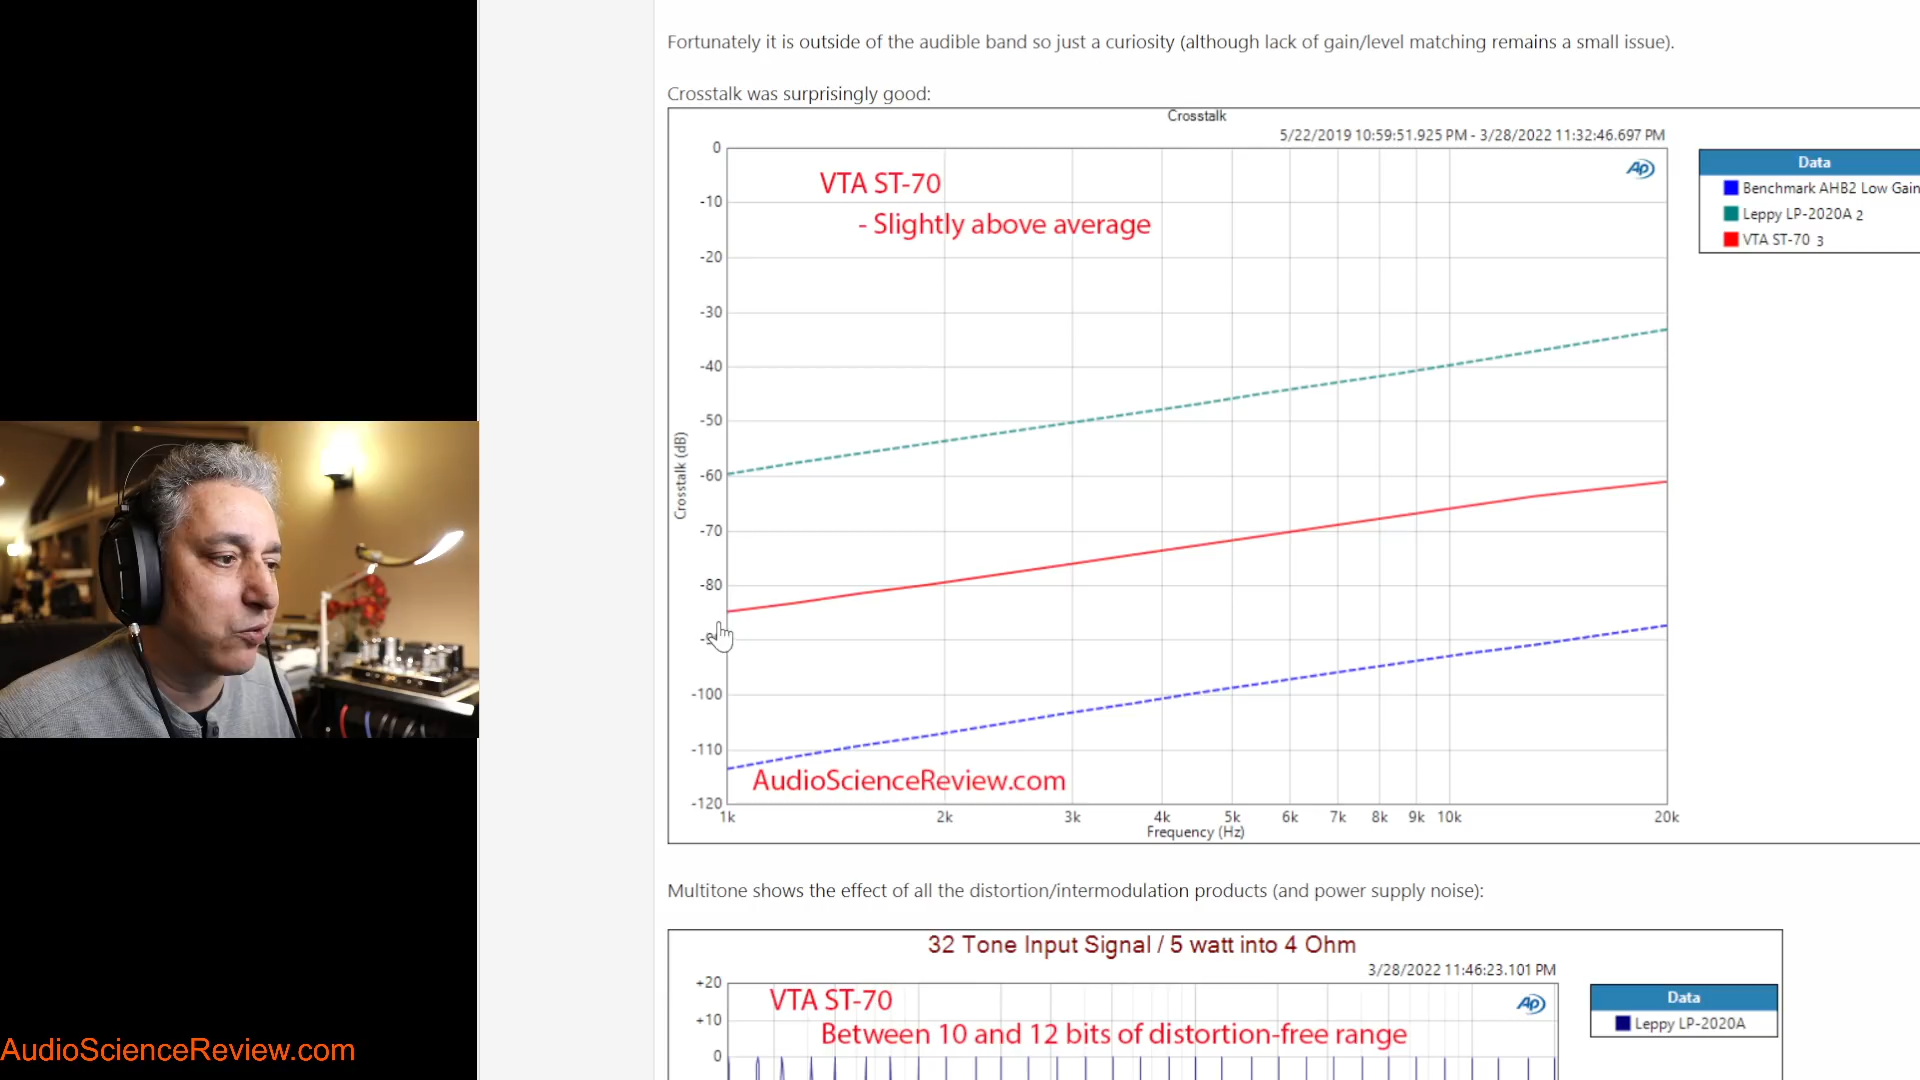 Fortunately it is outside of the audible band so just a curiosity (although lack of gain/level matching remains a small issue).
Crosstalk was surprisingly good:
Crosstalk
5/22/2019 10:59:51.925 PM - 3/28/2022 11:32:46.697 PM
VTA ST-70
- Slightly above average
AP
Data
Benchmark AHB2 Low Gain
Leppy LP-2020A 2
VTA ST-70 3
Crosstalk (dB)
0
-10
-20
-30
-40
-50
-60
-70
-80
-100
-110
-120
AudioScienceReview.com
1k 2k 3k 4k 5k 6k 7k 8k 9k 10k 20k
Frequency (Hz)
Multitone shows the effect of all the distortion/intermodulation products (and power supply noise):
32 Tone Input Signal / 5 watt into 4 Ohm
3/28/2022 11:46:23.101 PM
+20
+10
0
VTA ST-70
Between 10 and 12 bits of distortion-free range
AP
Data
Leppy LP-2020A
AudioScienceReview.com